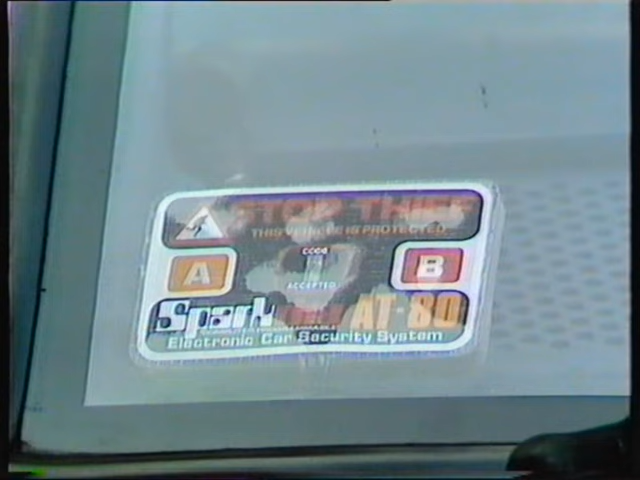 STOP THIEF
THIS VEHICLE IS PROTECTED
CODE
A
B
ACCEPTED
Spark
AT-80
Electronic Car Security System